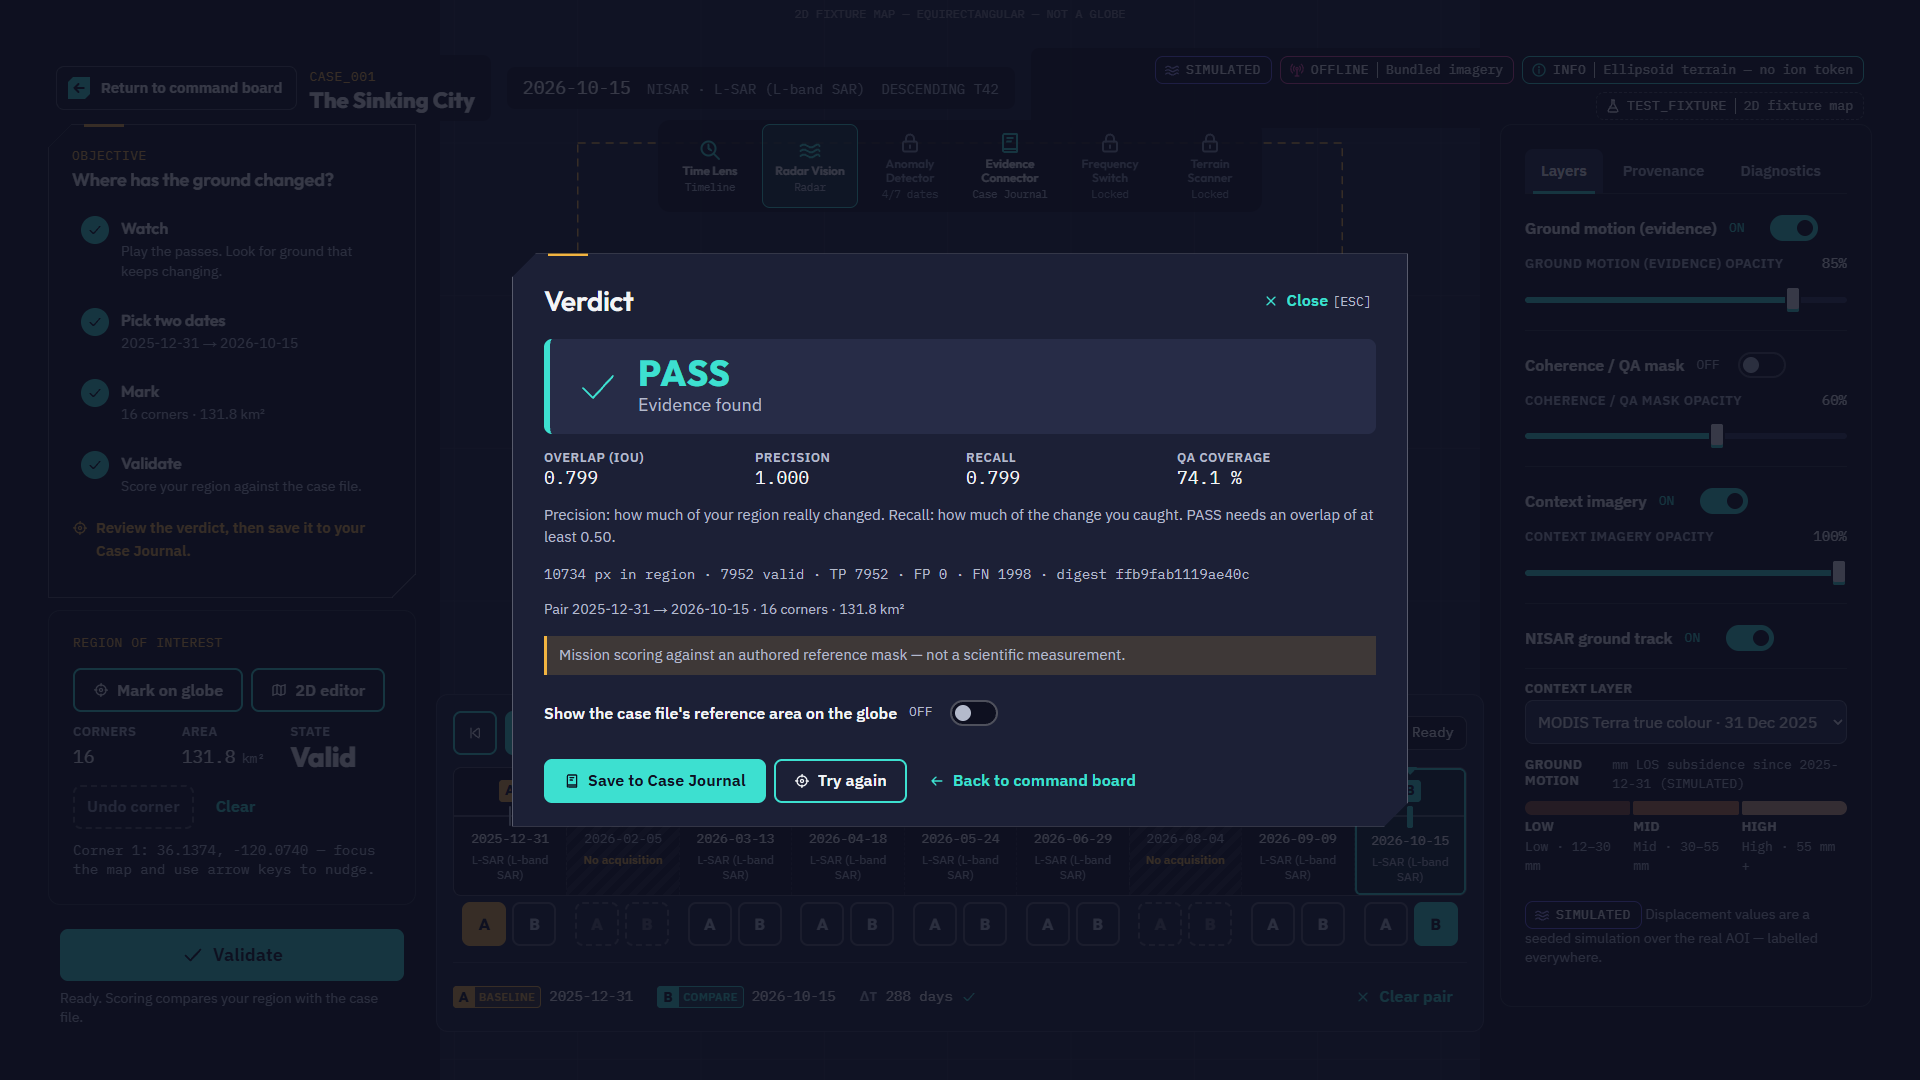 2D FIXTURE MAP — EQUIRECTANGULAR — NOT A GLOBE
Return to command board
CASE_001
The Sinking City
2026-10-15 NISAR · L-SAR (L-band SAR) DESCENDING T42
SIMULATED
OFFLINE | Bundled imagery
INFO | Ellipsoid terrain — no ion token
TEST_FIXTURE | 2D fixture map
Time Lens
Timeline
Radar Vision
Radar
Anomaly
Detector
4/7 dates
Evidence
Connector
Case Journal
Frequency
Switch
Locked
Terrain
Scanner
Locked
OBJECTIVE
Where has the ground changed?
Watch
Play the passes. Look for ground that
keeps changing.
Pick two dates
2025-12-31 → 2026-10-15
Mark
16 corners · 131.8 km²
Validate
Score your region against the case file.
Review the verdict, then save it to your
Case Journal.
REGION OF INTEREST
Mark on globe
2D editor
CORNERS AREA STATE
16 131.8 km² Valid
Undo corner Clear
Corner 1: 36.1374, -120.0740 — focus
the map and use arrow keys to nudge.
Validate
Ready. Scoring compares your region with the case
file.
Verdict
Close [ESC]
PASS
Evidence found
OVERLAP (IOU) PRECISION RECALL QA COVERAGE
0.799 1.000 0.799 74.1 %
Precision: how much of your region really changed. Recall: how much of the change you caught. PASS needs an overlap of at
least 0.50.
10734 px in region · 7952 valid · TP 7952 · FP 0 · FN 1998 · digest ffb9fab1119ae40c
Pair 2025-12-31 → 2026-10-15 · 16 corners · 131.8 km²
Mission scoring against an authored reference mask — not a scientific measurement.
Show the case file's reference area on the globe OFF
Save to Case Journal
Try again
Back to command board
Ready
B
2025-12-31
L-SAR (L-band
SAR)
2026-02-05
No acquisition
2026-03-13
L-SAR (L-band
SAR)
2026-04-18
L-SAR (L-band
SAR)
2026-05-24
L-SAR (L-band
SAR)
2026-06-29
L-SAR (L-band
SAR)
2026-08-04
No acquisition
2026-09-09
L-SAR (L-band
SAR)
2026-10-15
L-SAR (L-band
SAR)
A B A B A B A B A B A B A B A B A B
A BASELINE 2025-12-31 B COMPARE 2026-10-15 ΔT 288 days
Clear pair
Layers Provenance Diagnostics
Ground motion (evidence) ON
GROUND MOTION (EVIDENCE) OPACITY 85%
Coherence / QA mask OFF
COHERENCE / QA MASK OPACITY 60%
Context imagery ON
CONTEXT IMAGERY OPACITY 100%
NISAR ground track ON
CONTEXT LAYER
MODIS Terra true colour · 31 Dec 2025
GROUND
MOTION
mm LOS subsidence since 2025-
12-31 (SIMULATED)
LOW
Low · 12–30
mm
MID
Mid · 30–55
mm
HIGH
High · 55 mm
+
SIMULATED Displacement values are a
seeded simulation over the real AOI — labelled
everywhere.